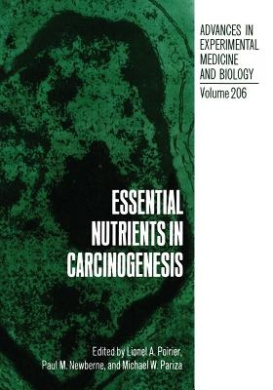 ADVANCES IN
EXPERIMENTAL
MEDICINE
AND BIOLOGY
Volume 206
ESSENTIAL
NUTRIENTS IN
CARCINOGENESIS
Edited by Lionel A. Poirier,
Paul M. Newberne, and Michael W. Pariza